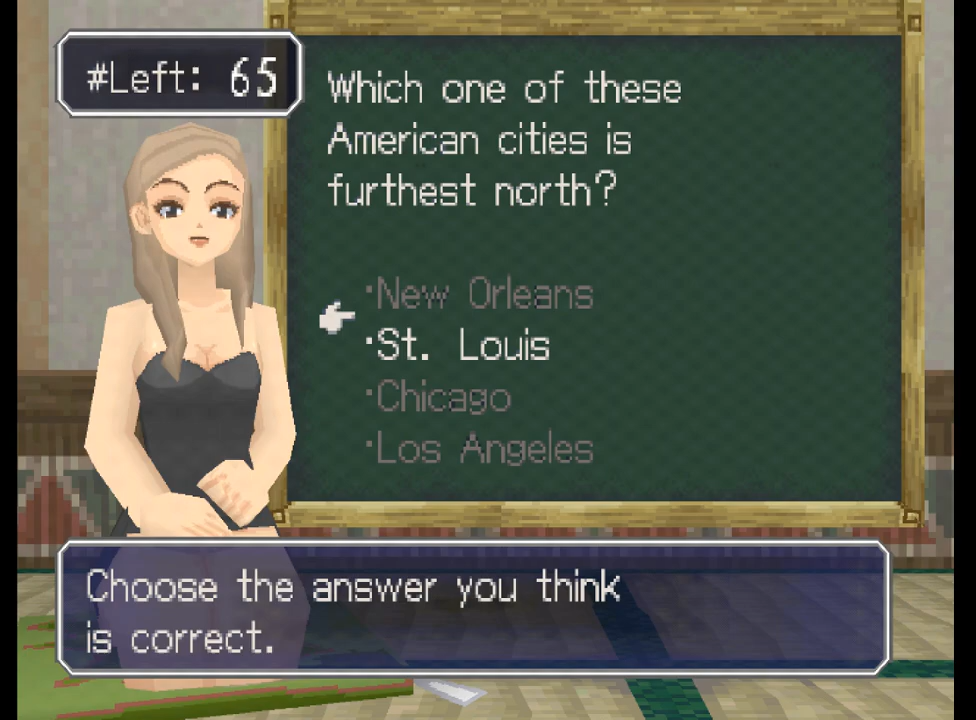 #Left: 65
Which one of these
American cities is
furthest north?
·New Orleans
·St. Louis
·Chicago
·Los Angeles
Choose the answer you think
is correct.